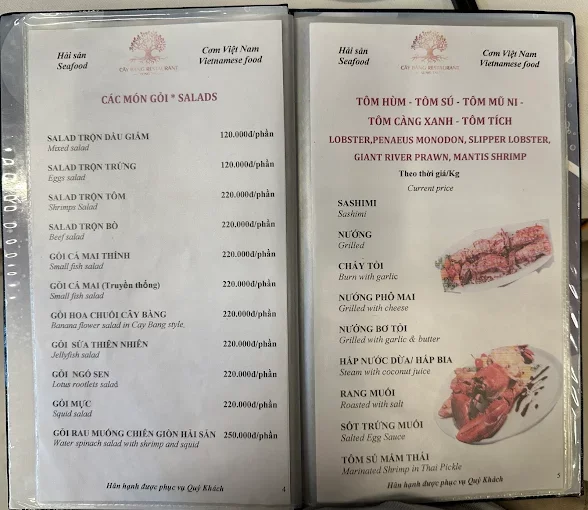 Hải sản
Seafood
CÂY BÀNG RESTAURANT
Cơm Việt Nam
Vietnamese food
CÁC MÓN GỎI * SALADS
SALAD TRỘN DẦU GIẤM 120.000đ/phần
Mixed salad
SALAD TRỘN TRỨNG 120.000đ/phần
Eggs salad
SALAD TRỘN TÔM 220.000đ/phần
Shrimps Salad
SALAD TRỘN BÒ 220.000đ/phần
Beef salad
GỎI CÁ MAI THÍNH 220.000đ/phần
Small fish salad
GỎI CÁ MAI (Truyền thống) 220.000đ/phần
Small fish salad
GỎI HOA CHUỐI CÂY BÀNG 220.000đ/phần
Banana flower salad in Cay Bang style.
GỎI SỨA THIÊN NHIÊN 220.000đ/phần
Jellyfish salad
GỎI NGÓ SEN 220.000đ/phần
Lotus rootlets salad
GỎI MỰC 220.000đ/phần
Squid salad
GỎI RAU MUỐNG CHIÊN GIÒN HẢI SẢN 250.000đ/phần
Water spinach salad with shrimp and squid
Hân hạnh được phục vụ Quý Khách
4
Hải sản
Seafood
CÂY BÀNG RESTAURANT
Cơm Việt Nam
Vietnamese food
TÔM HÙM - TÔM SÚ - TÔM MŨ NI -
TÔM CÀNG XANH - TÔM TÍCH
LOBSTER,PENAEUS MONODON, SLIPPER LOBSTER,
GIANT RIVER PRAWN, MANTIS SHRIMP
Theo thời giá/Kg
Current price
SASHIMI
Sashimi
NƯỚNG
Grilled
CHÁY TỎI
Burn with garlic
NƯỚNG PHÔ MAI
Grilled with cheese
NƯỚNG BƠ TỎI
Grilled with garlic & butter
HẤP NƯỚC DỪA/ HẤP BIA
Steam with coconut juice
RANG MUỐI
Roasted with salt
SỐT TRỨNG MUỐI
Salted Egg Sauce
TÔM SÚ MẮM THÁI
Marinated Shrimp in Thai Pickle
Hân hạnh được phục vụ Quý Khách
5